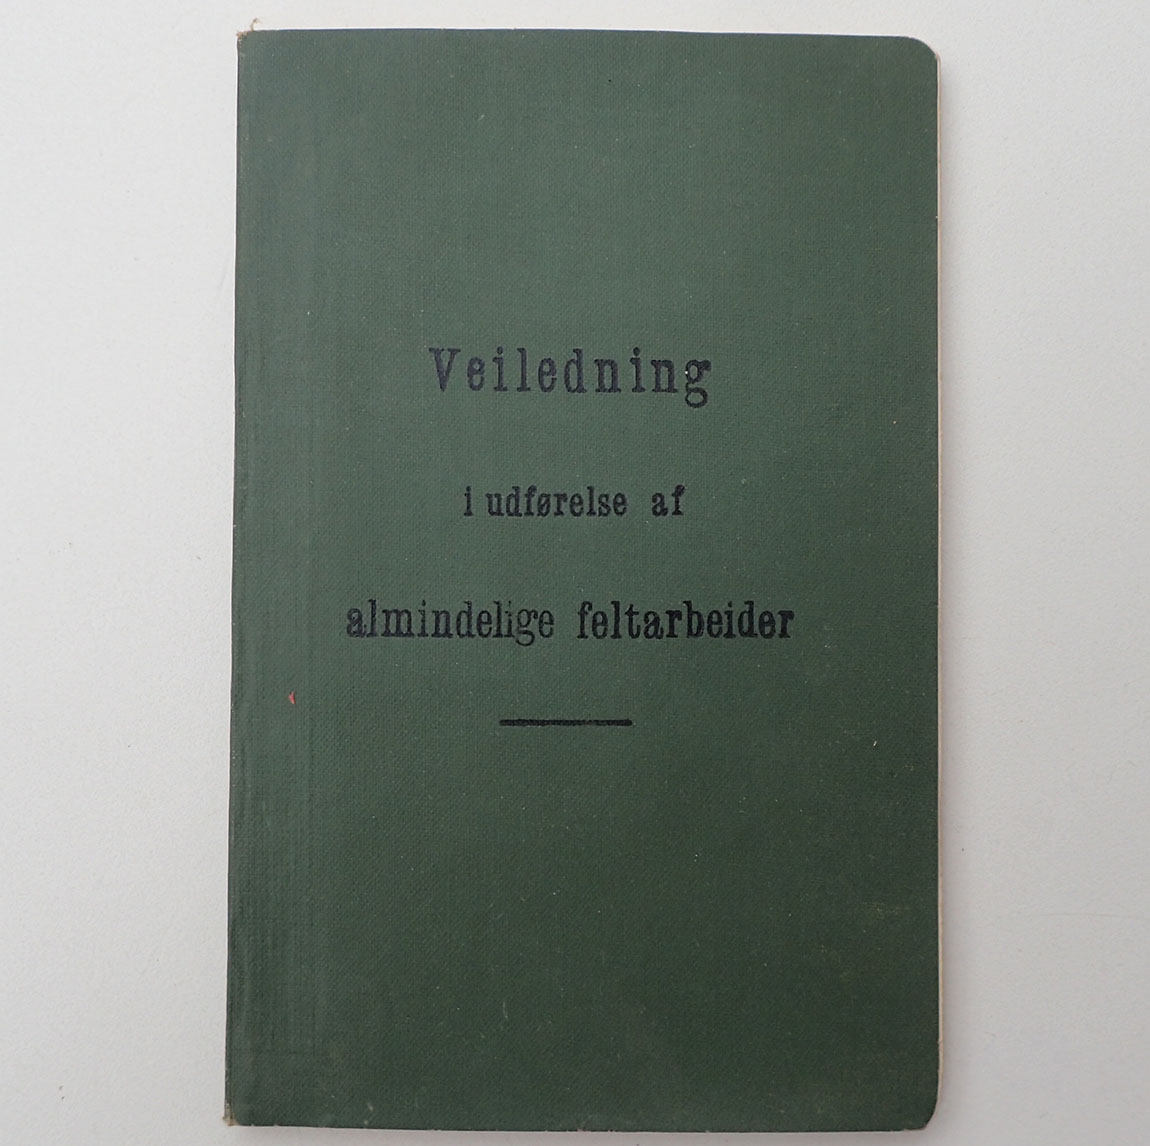 Veiledning
i udførelse af
almindelige feltarbeider